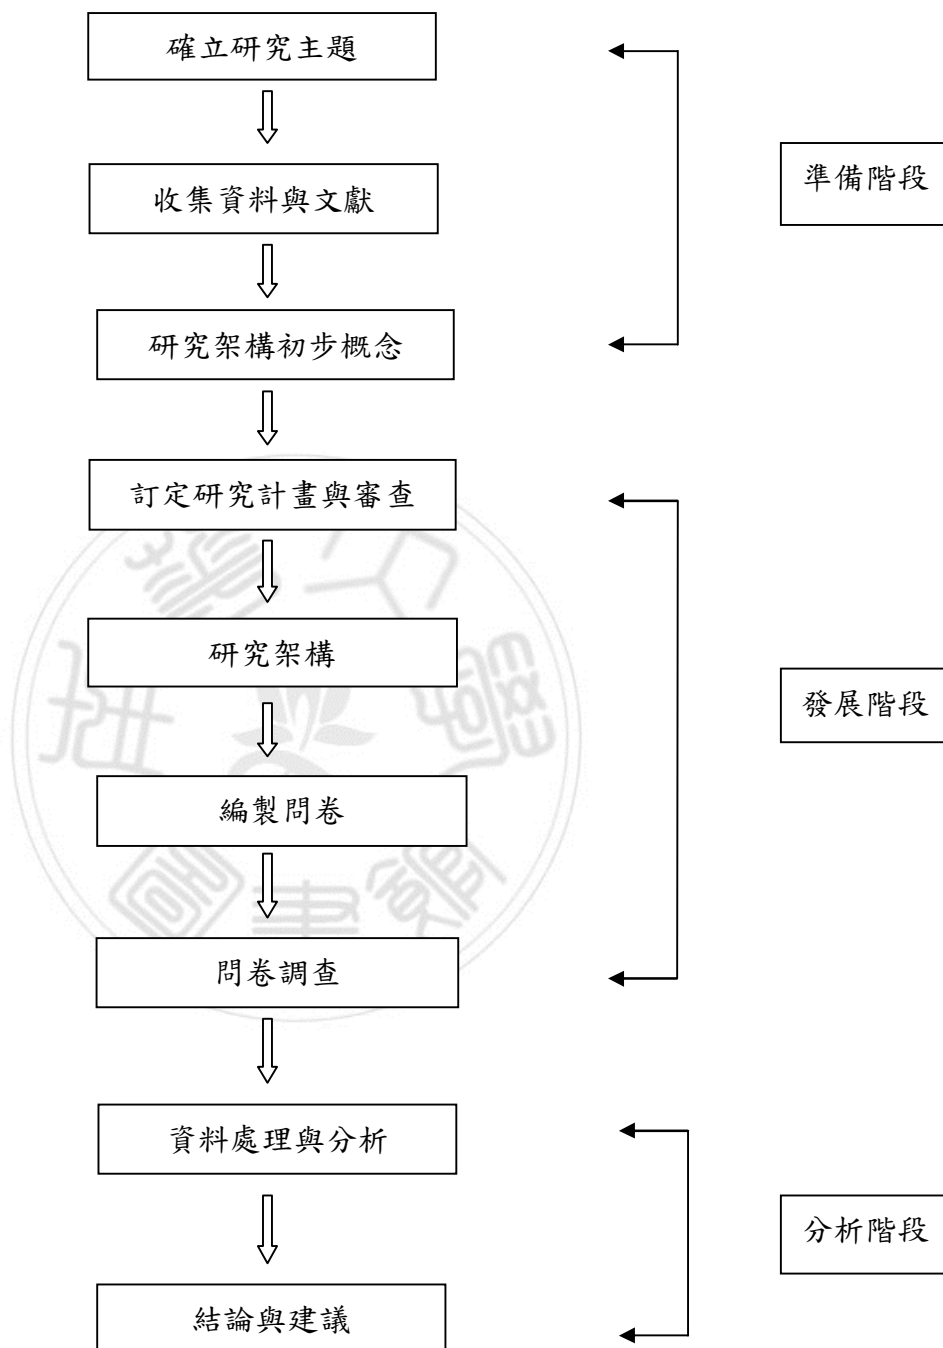 確立研究主題
收集資料與文獻
研究架構初步概念
準備階段
訂定研究計畫與審查
研究架構
編製問卷
問卷調查
發展階段
資料處理與分析
結論與建議
分析階段